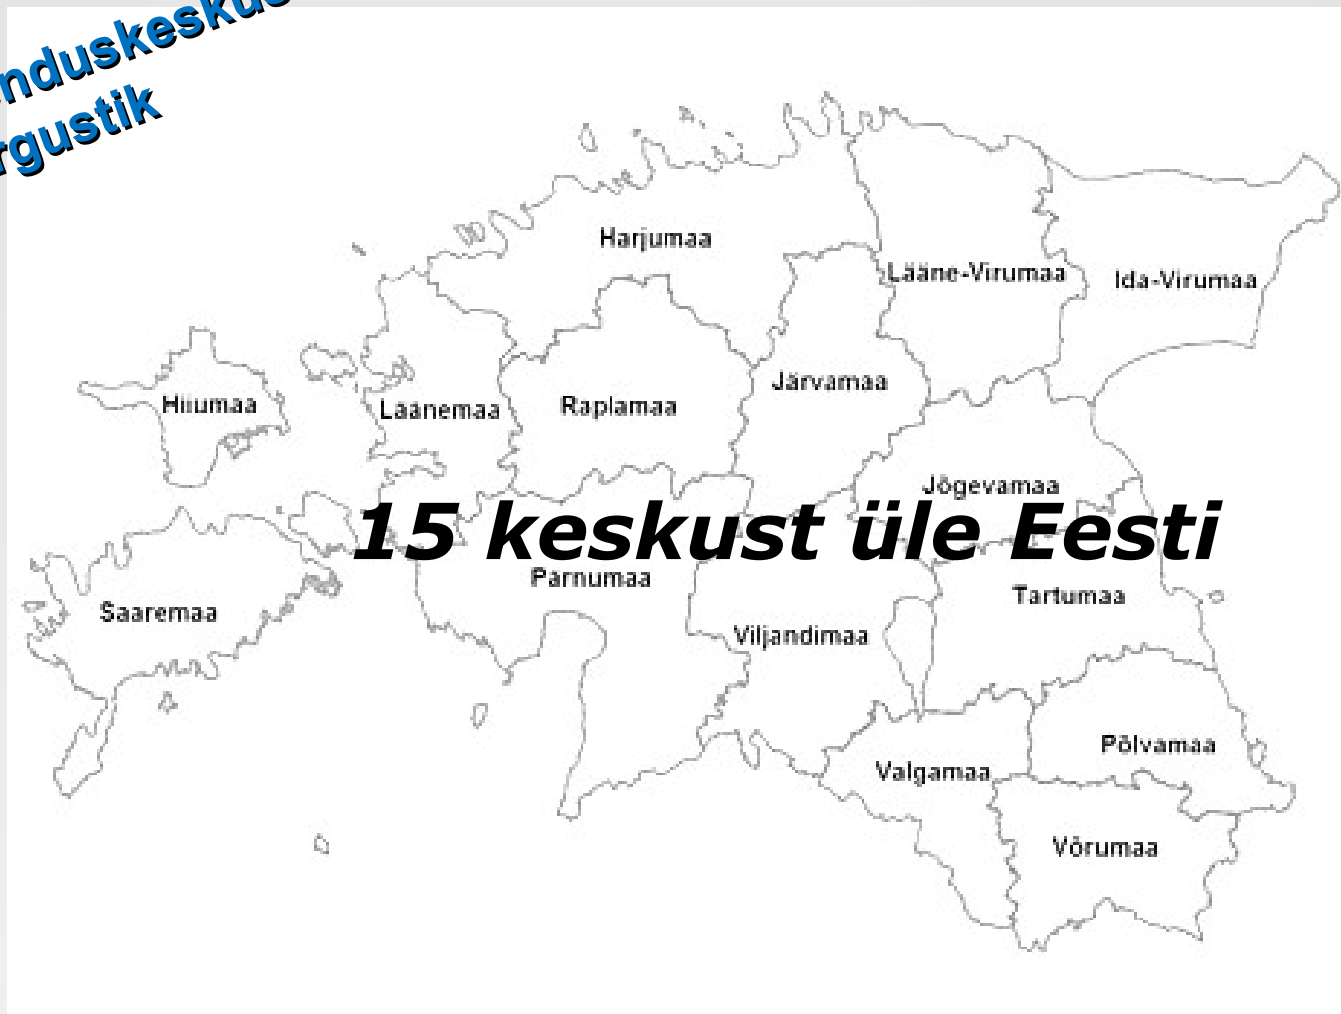 nduskeskus
rgustik
Harjumaa
Lääne-Virumaa
Ida-Virumaa
Järvamaa
Hiiumaa
Läänemaa
Raplamaa
Jõgevamaa
15 keskust üle Eesti
Pärnumaa
Tartumaa
Saaremaa
Viljandimaa
Põlvamaa
Valgamaa
Võrumaa